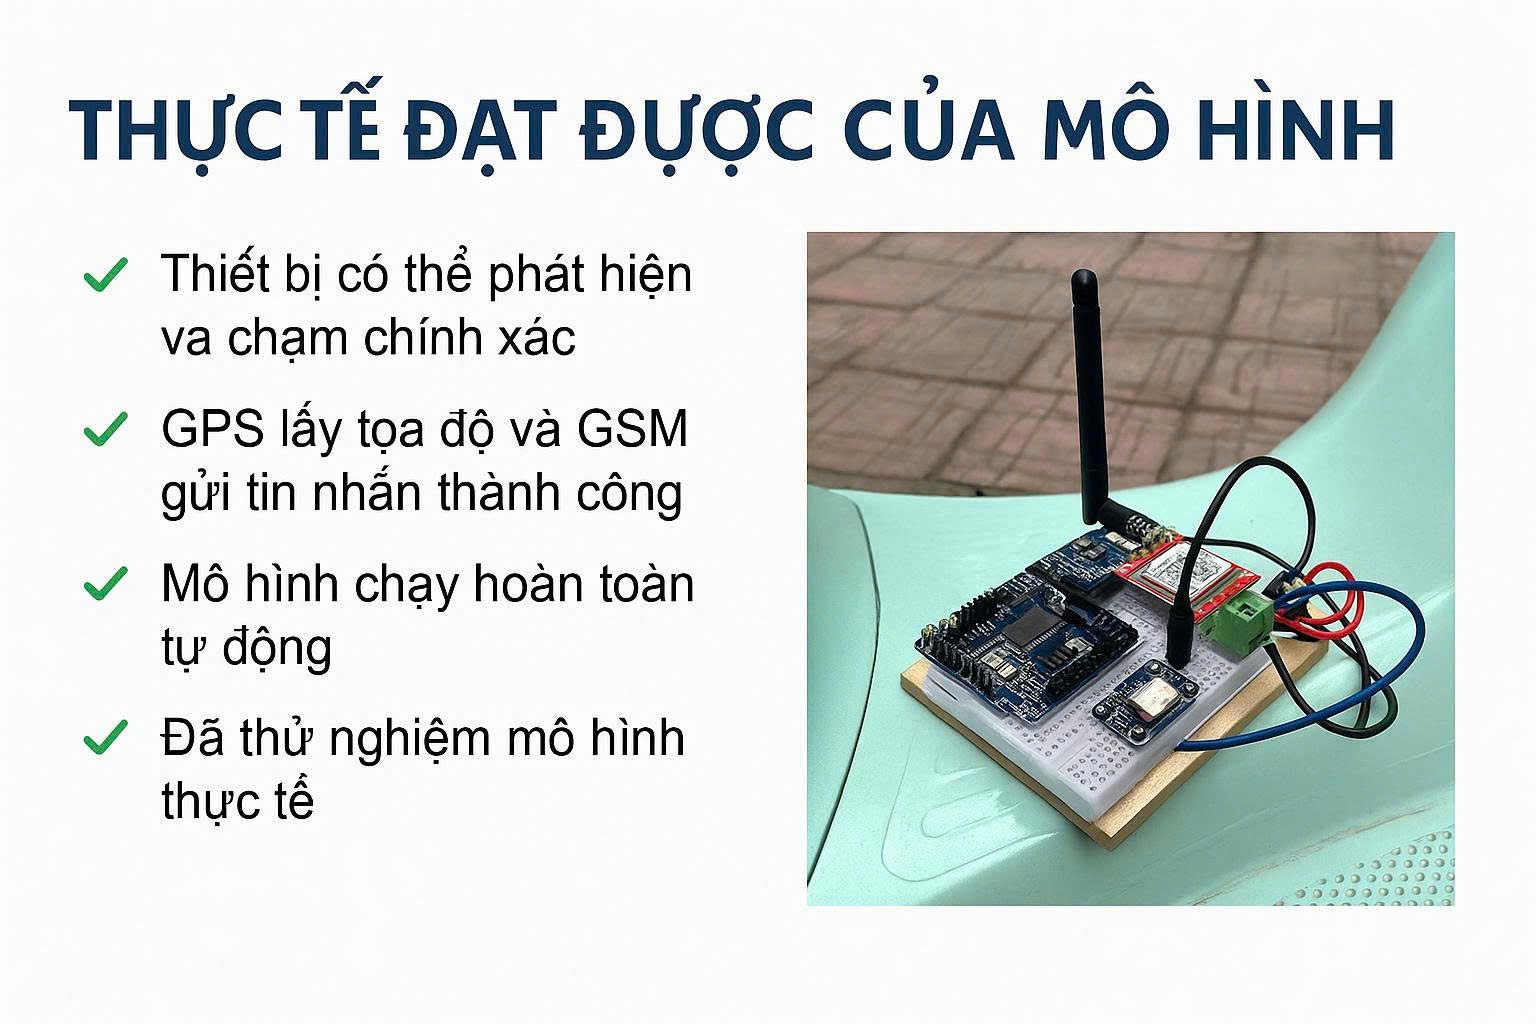 THỰC TẾ ĐẠT ĐỰỢC CỦA MÔ HÌNH
Thiết bị có thể phát hiện
va chạm chính xác
GPS lấy tọa độ và GSM
gửi tin nhắn thành công
Mô hình chạy hoàn toàn
tự động
Đã thử nghiệm mô hình
thực tế